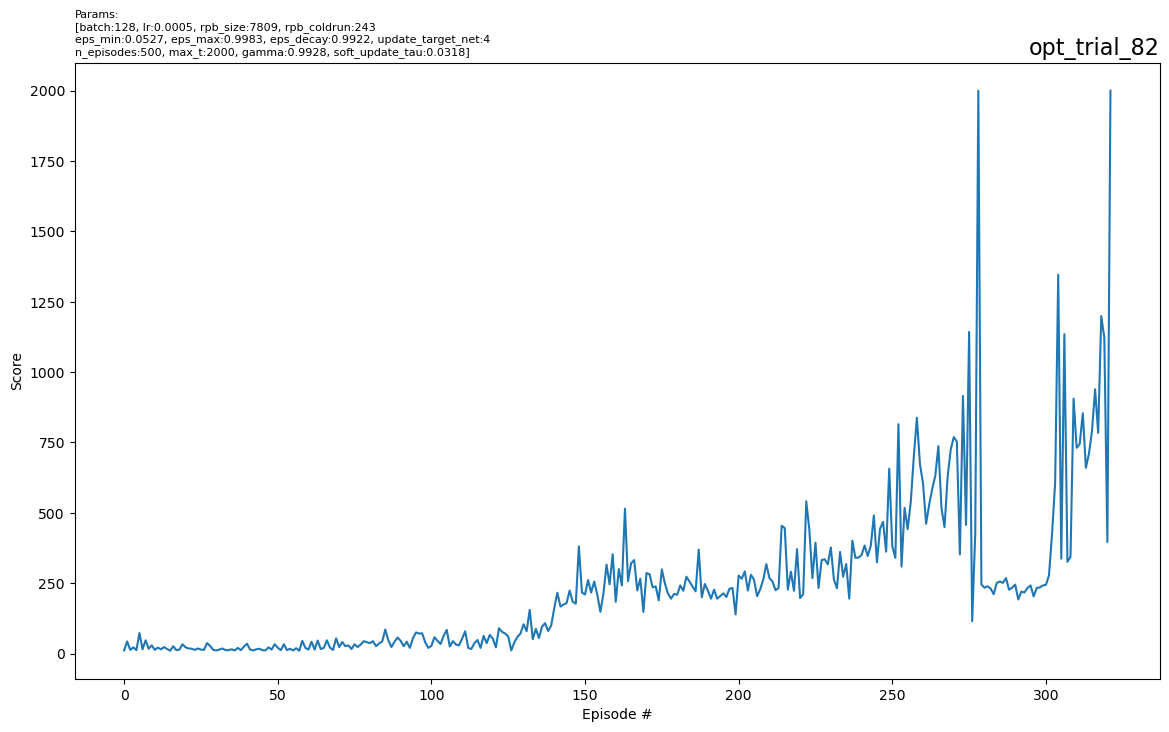 Params:
[batch:128, lr:0.0005, rpb_size:7809, rpb_coldrun:243
eps_min:0.0527, eps_max:0.9983, eps_decay:0.9922, update_target_net:4
n_episodes:500, max_t:2000, gamma:0.9928, soft_update_tau:0.0318]
opt_trial_82
2000
1750
1500
1250
1000
750
500
250
0
Score
0 50 100 150 200 250 300
Episode #